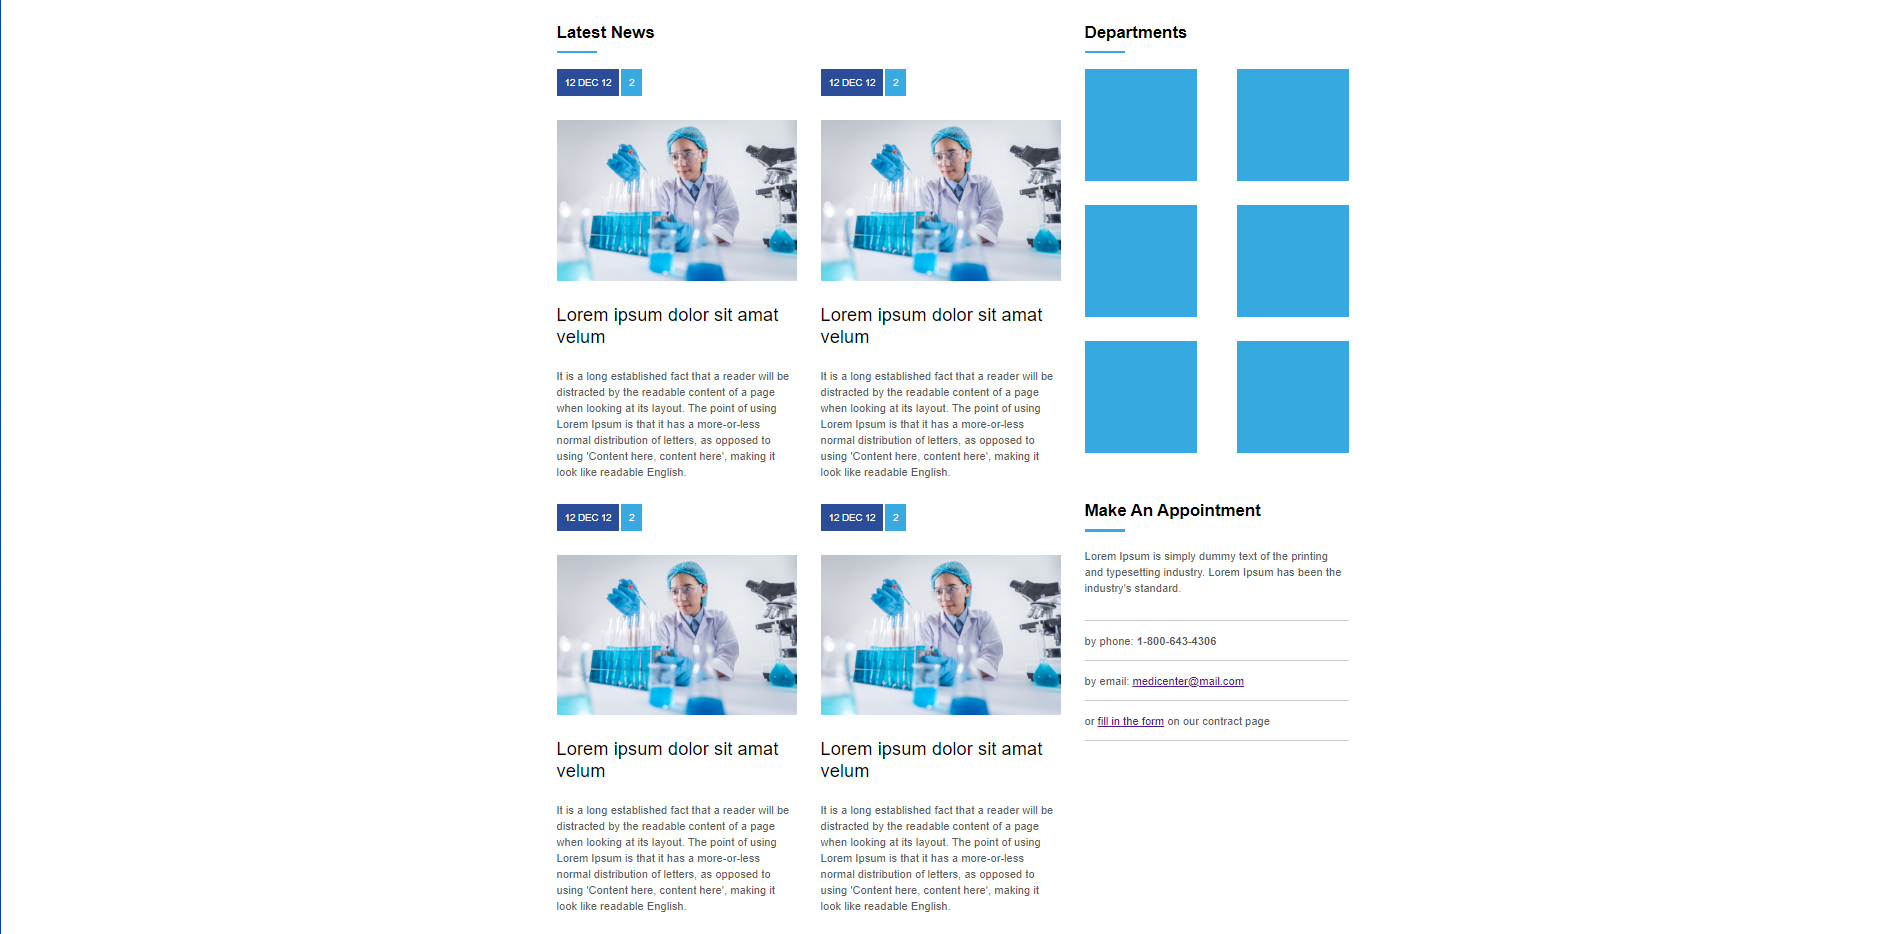 Latest News
12 DEC 12 2
Lorem ipsum dolor sit amat
velum
It is a long established fact that a reader will be
distracted by the readable content of a page
when looking at its layout. The point of using
Lorem Ipsum is that it has a more-or-less
normal distribution of letters, as opposed to
using 'Content here, content here', making it
look like readable English.
12 DEC 12 2
Lorem ipsum dolor sit amat
velum
It is a long established fact that a reader will be
distracted by the readable content of a page
when looking at its layout. The point of using
Lorem Ipsum is that it has a more-or-less
normal distribution of letters, as opposed to
using 'Content here, content here', making it
look like readable English.
12 DEC 12 2
Lorem ipsum dolor sit amat
velum
It is a long established fact that a reader will be
distracted by the readable content of a page
when looking at its layout. The point of using
Lorem Ipsum is that it has a more-or-less
normal distribution of letters, as opposed to
using 'Content here, content here', making it
look like readable English.
12 DEC 12 2
Lorem ipsum dolor sit amat
velum
It is a long established fact that a reader will be
distracted by the readable content of a page
when looking at its layout. The point of using
Lorem Ipsum is that it has a more-or-less
normal distribution of letters, as opposed to
using 'Content here, content here', making it
look like readable English.
Departments
Make An Appointment
Lorem Ipsum is simply dummy text of the printing
and typesetting industry. Lorem Ipsum has been the
industry's standard.
by phone: 1-800-643-4306
by email: medicenter@mail.com
or fill in the form on our contract page